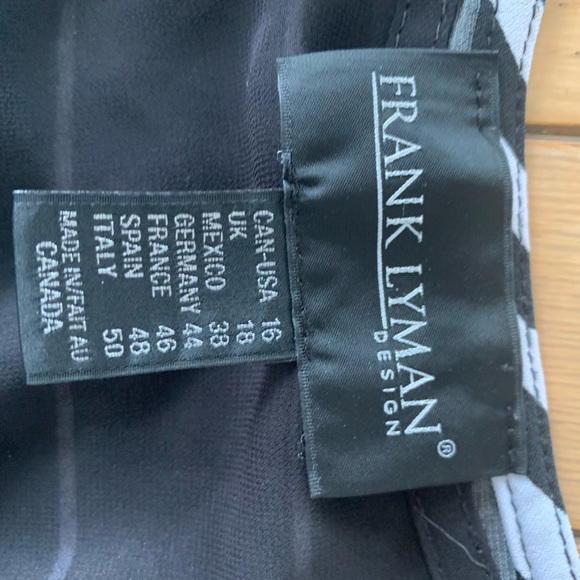 FRANK LYMAN®
DESIGN
CAN-USA 16
UK 18
MEXICO 38
GERMANY 44
FRANCE 46
SPAIN 48
ITALY 50
MADE IN/FAIT AU
CANADA